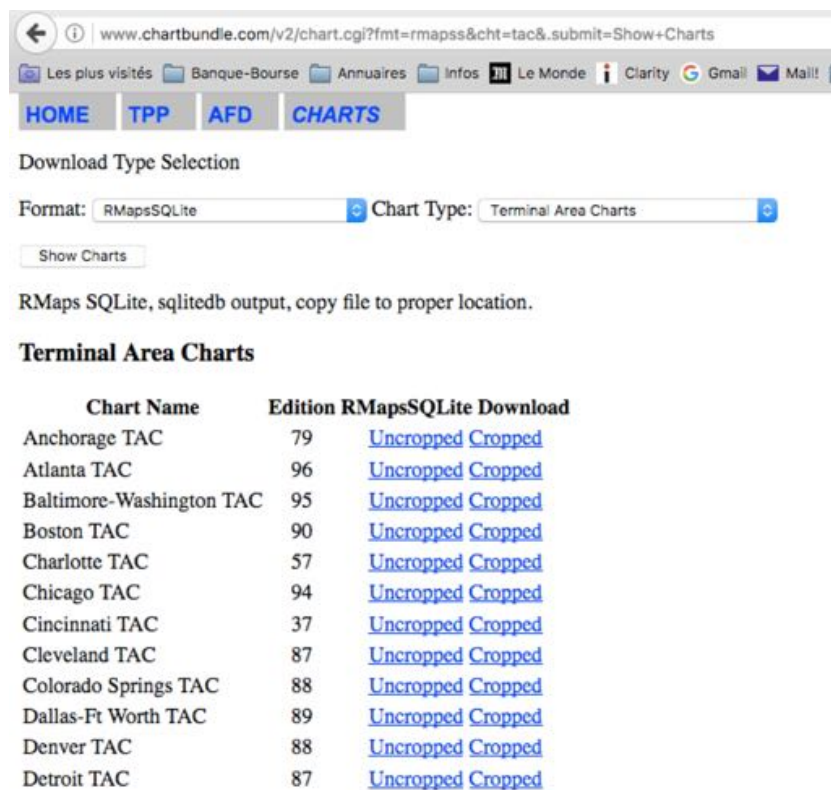 www.chartbundle.com/v2/chart.cgi?fmt=rmapss&cht=tac&.submit=Show+Charts
Les plus visités Banque-Bourse Annuaires Infos Le Monde Clarity Gmail Mail!
HOME TPP AFD CHARTS
Download Type Selection
Format: RMapsSQLite Chart Type: Terminal Area Charts
Show Charts
RMaps SQLite, sqlitedb output, copy file to proper location.
Terminal Area Charts
Chart Name Edition RMapsSQLite Download
Anchorage TAC 79 Uncropped Cropped
Atlanta TAC 96 Uncropped Cropped
Baltimore-Washington TAC 95 Uncropped Cropped
Boston TAC 90 Uncropped Cropped
Charlotte TAC 57 Uncropped Cropped
Chicago TAC 94 Uncropped Cropped
Cincinnati TAC 37 Uncropped Cropped
Cleveland TAC 87 Uncropped Cropped
Colorado Springs TAC 88 Uncropped Cropped
Dallas-Ft Worth TAC 89 Uncropped Cropped
Denver TAC 88 Uncropped Cropped
Detroit TAC 87 Uncropped Cropped